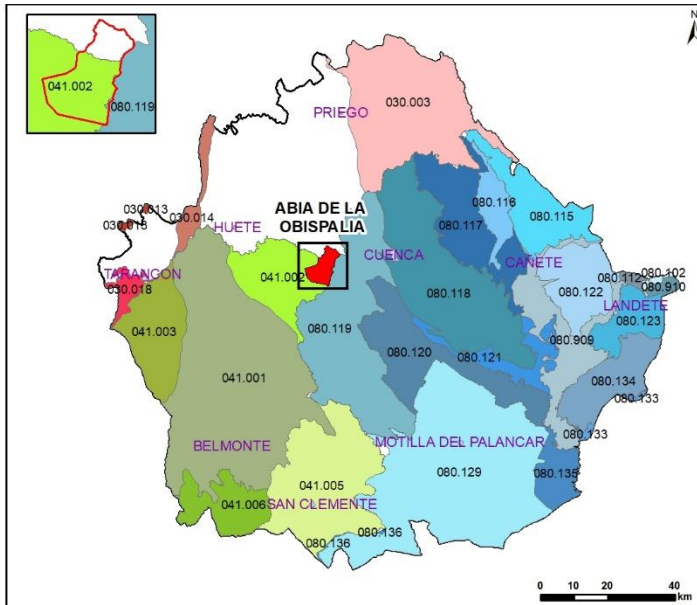 N
041.002
080.119
PRIEGO
030.003
080.116
080.117
080.115
030.013
030.013
030.014
HUETE
ABIA DE LA
OBISPALIA
CUENCA
CAÑETE
TARANCON
030.018
041.002
080.118
080.122
080.112
080.102
080.910
LANDETE
080.123
041.003
080.119
080.120
080.121
080.909
041.001
080.134
080.133
080.133
BELMONTE
MOTILLA DEL PALANCAR
080.129
080.135
041.005
041.006
SAN CLEMENTE
080.136
080.136
0 20 40
km